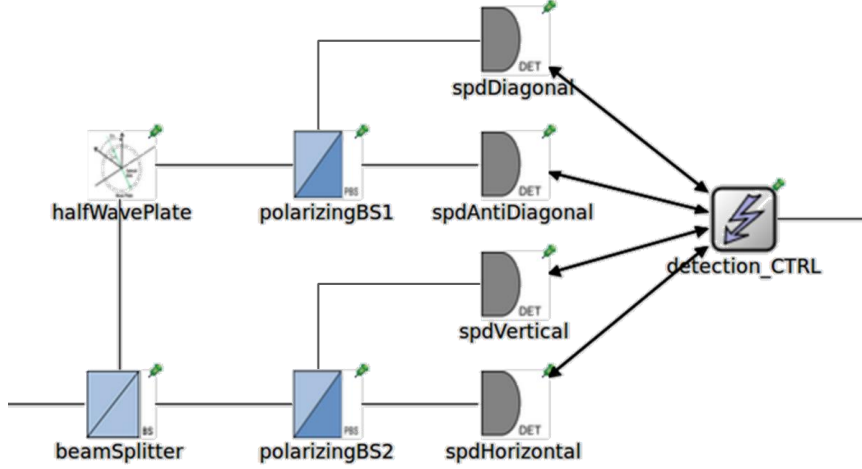 DET
spdDiagonal
PBS
DET
halfWavePlate
polarizingBS1
spdAntiDiagonal
detection_CTRL
DET
spdVertical
BS
PBS
DET
beamSplitter
polarizingBS2
spdHorizontal